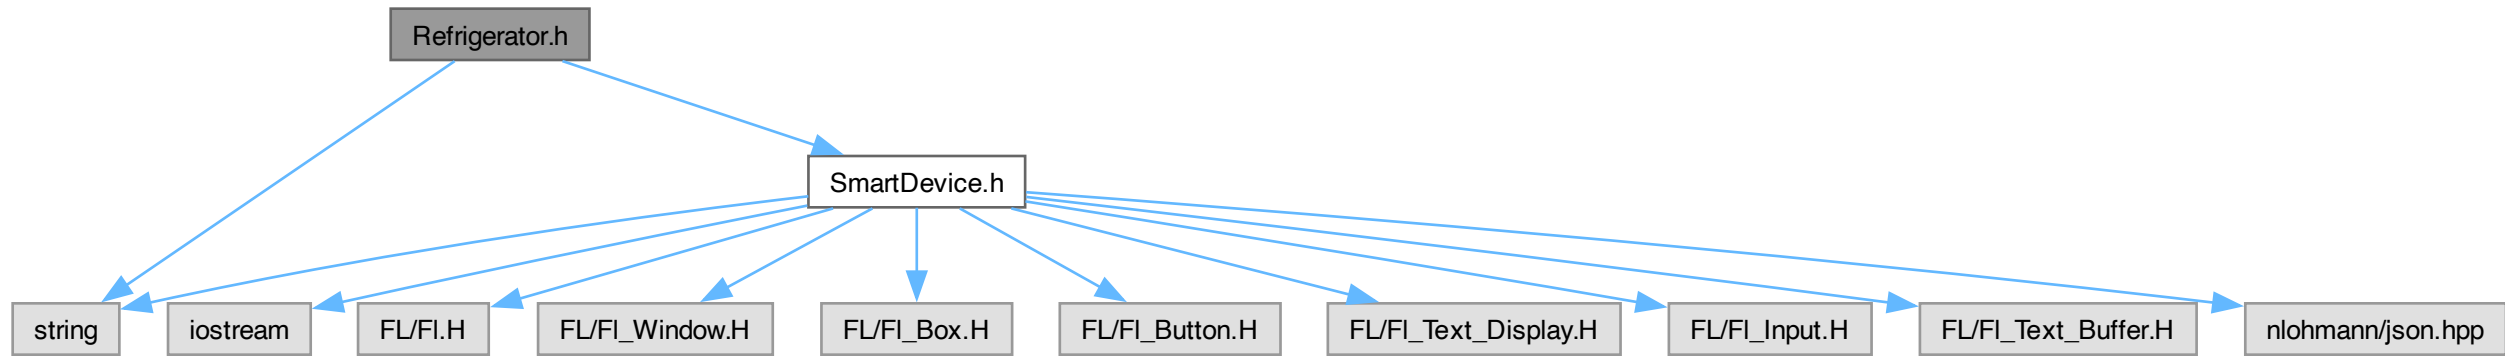 Refrigerator.h
SmartDevice.h
string
iostream
FL/Fl.H
FL/Fl_Window.H
FL/Fl_Box.H
FL/Fl_Button.H
FL/Fl_Text_Display.H
FL/Fl_Input.H
FL/Fl_Text_Buffer.H
nlohmann/json.hpp